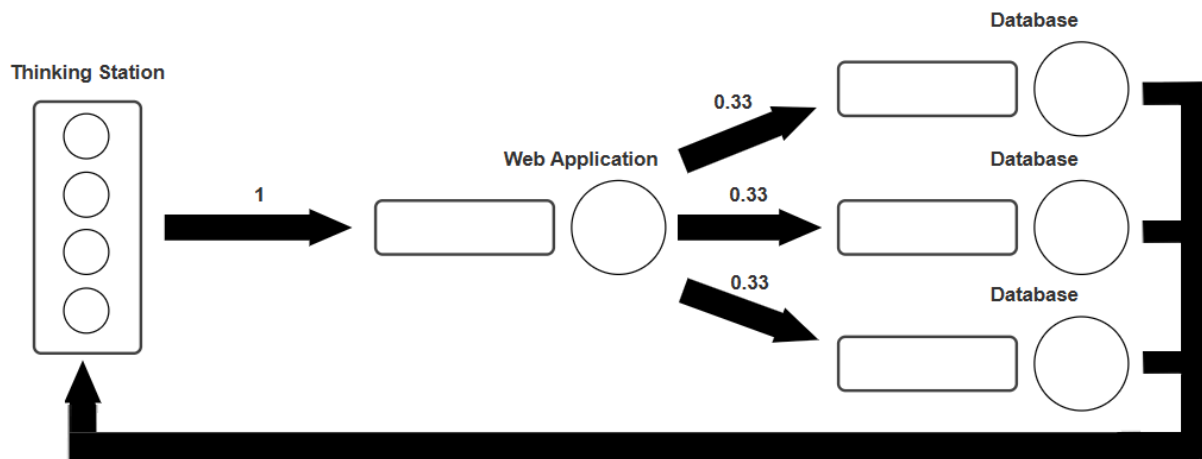 Database
Thinking Station
0.33
Web Application
Database
1
0.33
0.33
Database